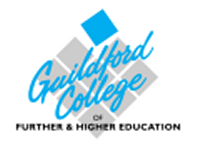 Guildford
College
OF
FURTHER & HIGHER EDUCATION